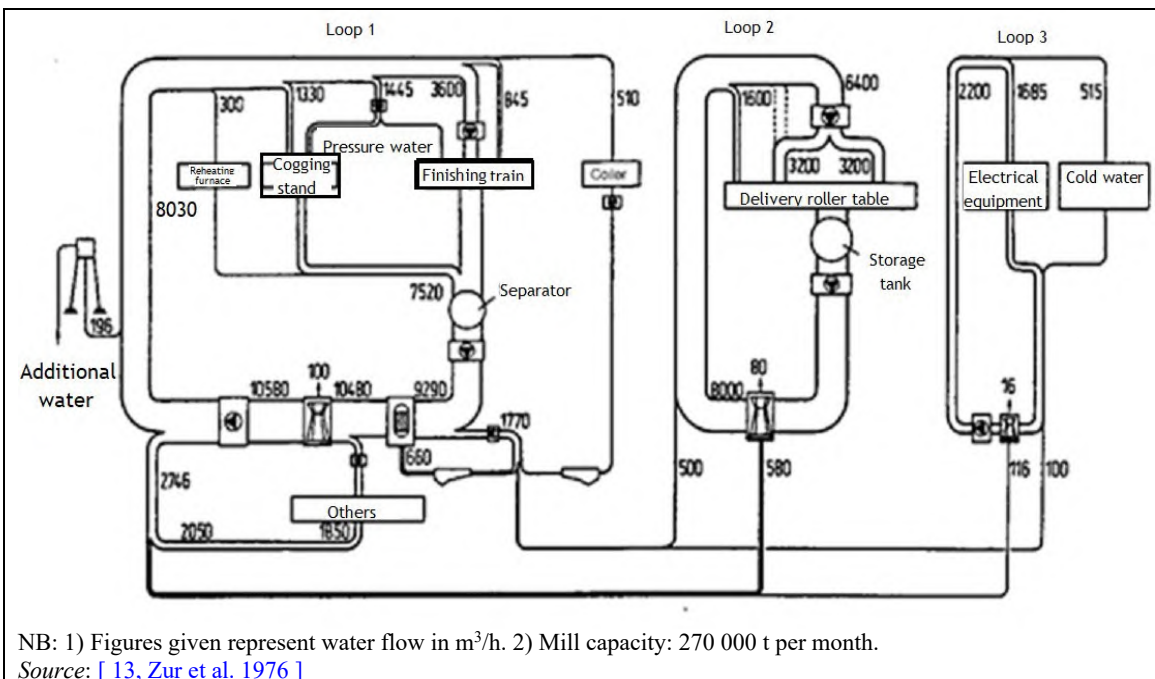 Loop 1
Loop 2
Loop 3
300
1330
1445
3600
845
510
1600
6400
2200
1685
515
Pressure water
Reheating
furnace
Cogging
stand
Finishing train
Coiler
3200
3200
Delivery roller table
Electrical
equipment
Cold water
8030
7520
Separator
Storage
tank
196
Additional
water
10580
100
10480
9290
1770
660
8000
80
16
2746
500
580
116
100
Others
2050
1850
NB: 1) Figures given represent water flow in m³/h. 2) Mill capacity: 270 000 t per month.
Source: [ 13, Zur et al. 1976 ]